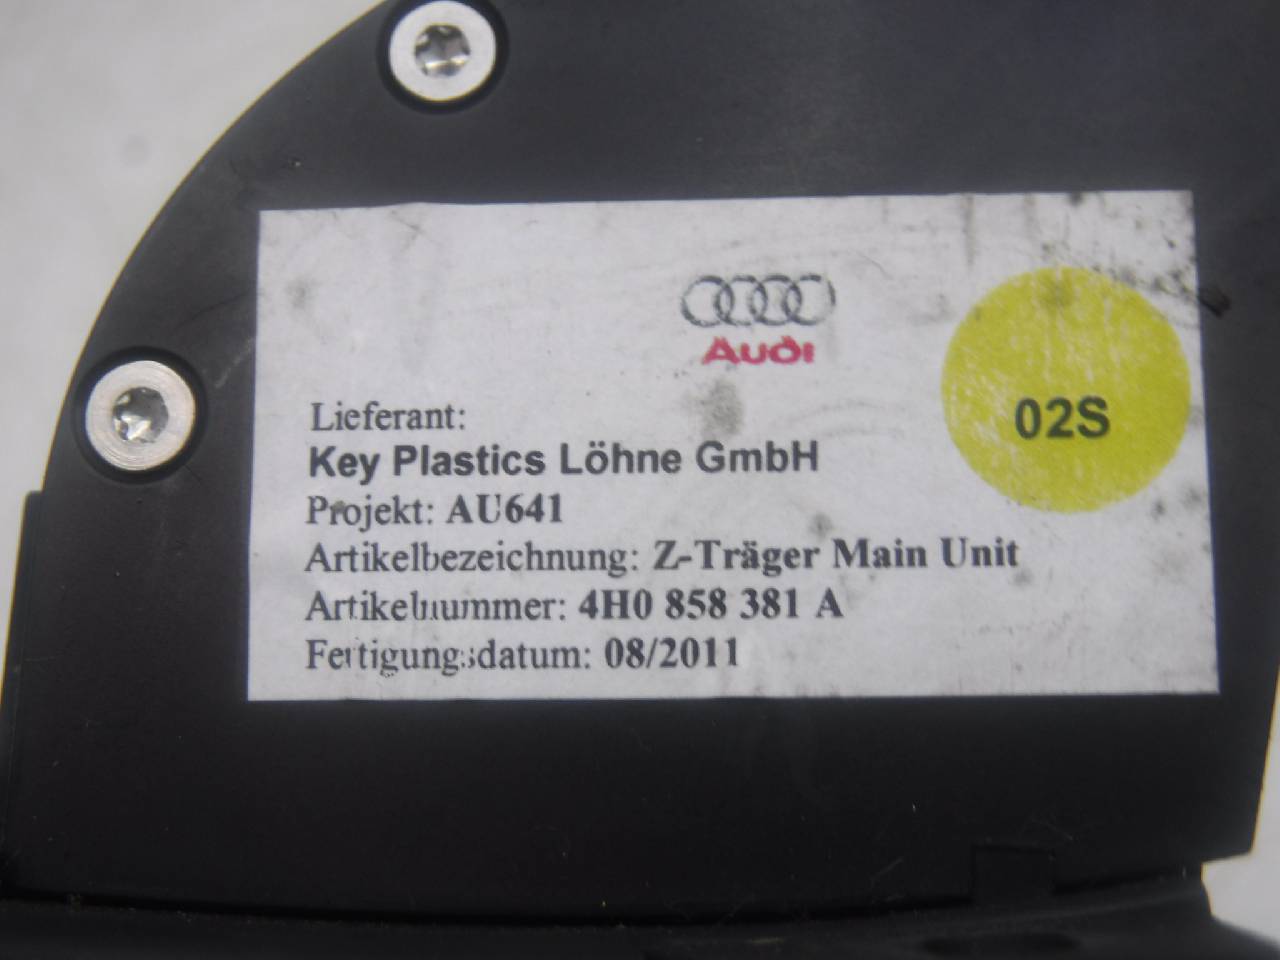 Audi
02S
Lieferant:
Key Plastics Löhne GmbH
Projekt: AU641
Artikelbezeichnung: Z-Träger Main Unit
Artikelnummer: 4H0 858 381 A
Fertigungsdatum: 08/2011